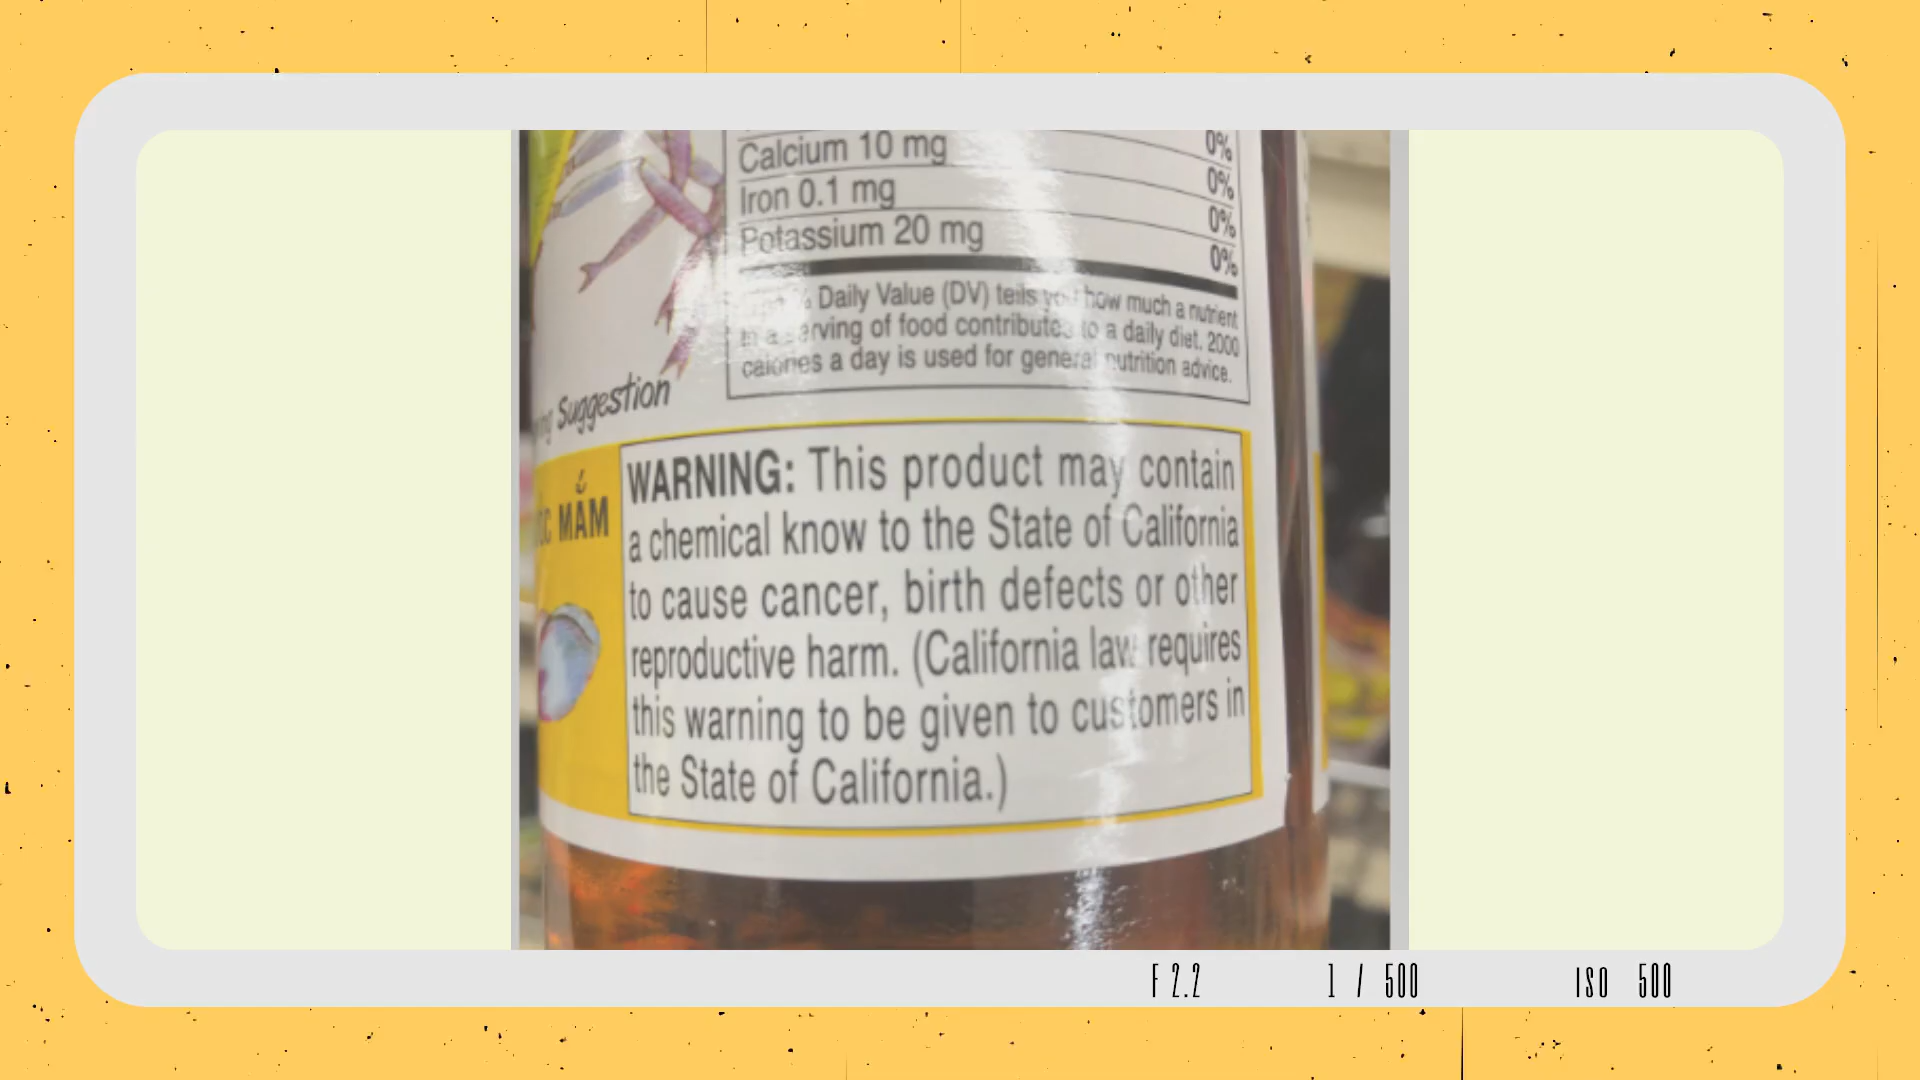 Calcium 10 mg 0%
Iron 0.1 mg 0%
Potassium 20 mg 0%
0%
Daily Value (DV) tells you how much a nutrient
in a serving of food contributes to a daily diet. 2000
calories a day is used for general nutrition advice.
Suggestion
MẮM
WARNING: This product may contain
a chemical know to the State of California
to cause cancer, birth defects or other
reproductive harm. (California law requires
this warning to be given to customers in
the State of California.)
F 2.2 1 / 500 ISO 500